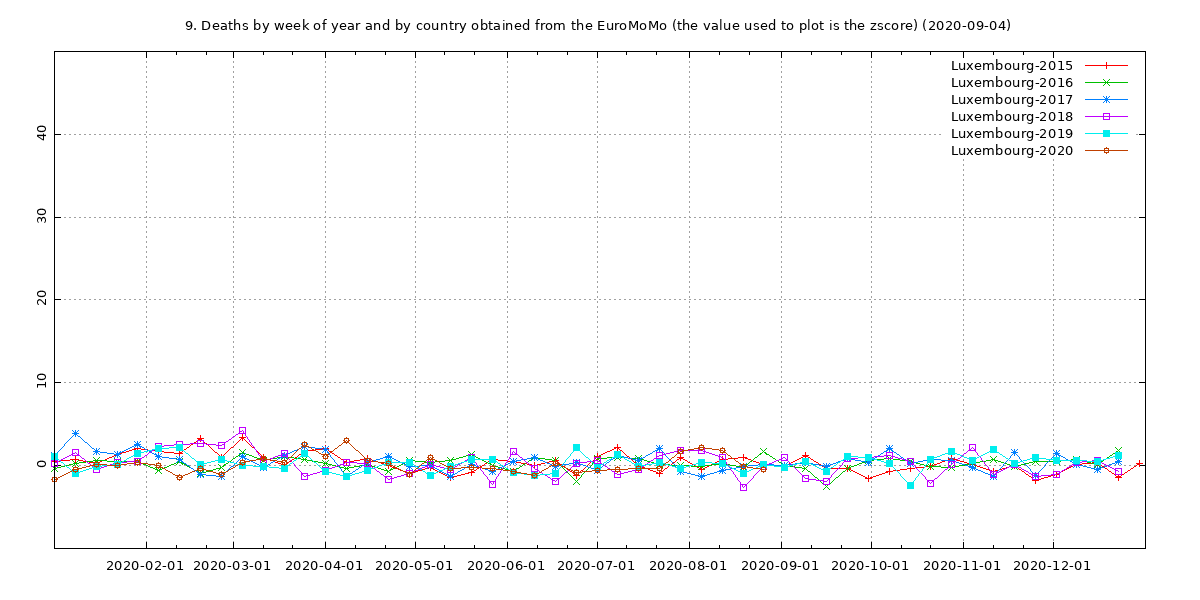 9. Deaths by week of year and by country obtained from the EuroMoMo (the value used to plot is the zscore) (2020-09-04)
Luxembourg-2015
Luxembourg-2016
Luxembourg-2017
Luxembourg-2018
Luxembourg-2019
Luxembourg-2020
40
30
20
10
0
2020-02-01 2020-03-01 2020-04-01 2020-05-01 2020-06-01 2020-07-01 2020-08-01 2020-09-01 2020-10-01 2020-11-01 2020-12-01